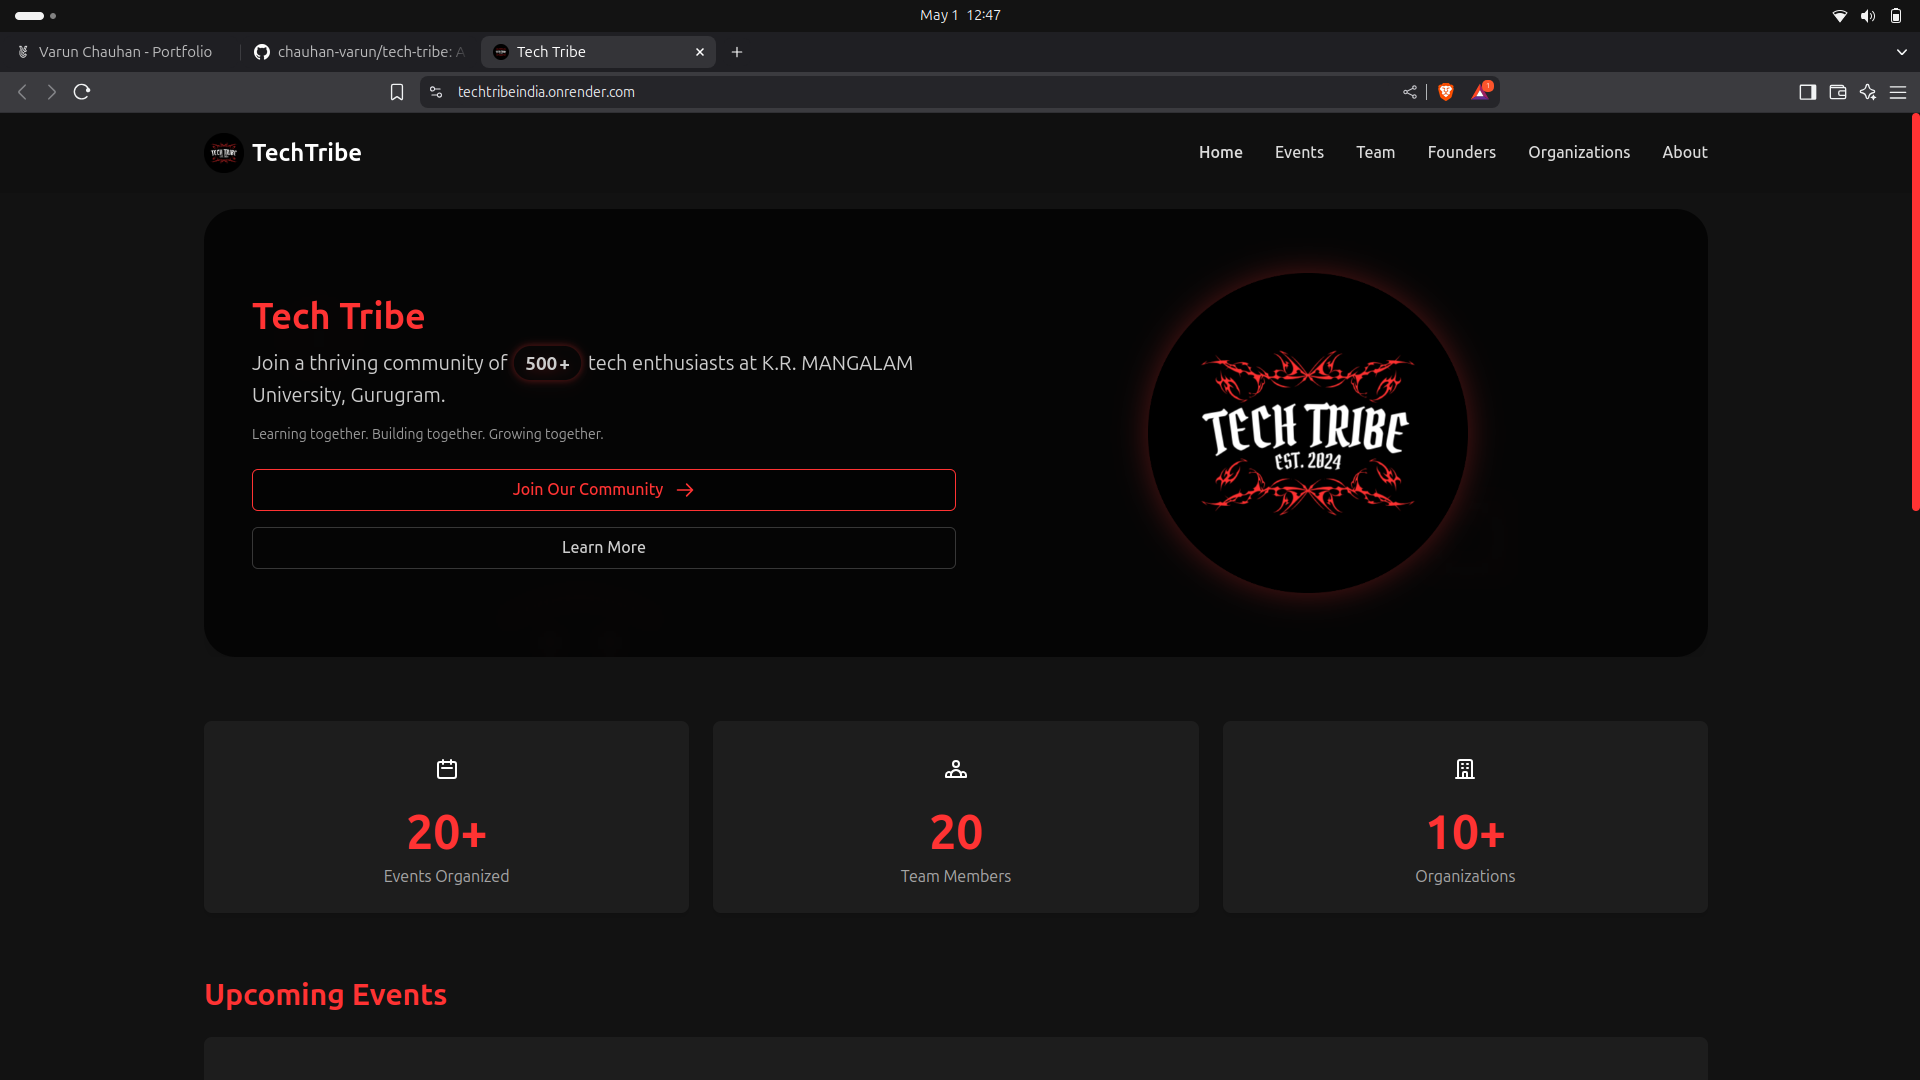 May 1 12:47
Varun Chauhan - Portfolio
chauhan-varun/tech-tribe: A
Tech Tribe
techtribeindia.onrender.com
1
TECH TRIBE
TechTribe
Home
Events
Team
Founders
Organizations
About
Tech Tribe
Join a thriving community of 500+ tech enthusiasts at K.R. MANGALAM
University, Gurugram.
Learning together. Building together. Growing together.
Join Our Community
Learn More
TECH TRIBE
EST. 2024
20+
Events Organized
20
Team Members
10+
Organizations
Upcoming Events